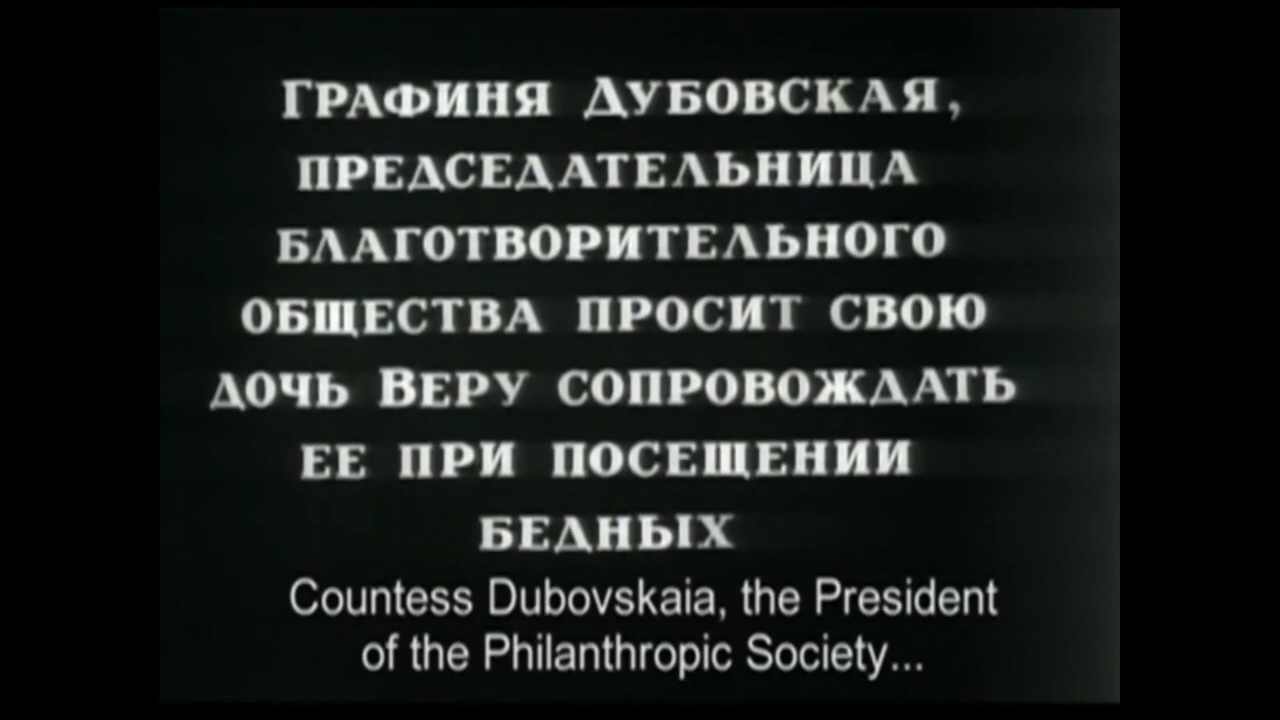 Графиня Дубовская,
председательница
благотворительного
общества просит свою
дочь Веру сопровождать
ее при посещении
бедных
Countess Dubovskaia, the President
of the Philanthropic Society...